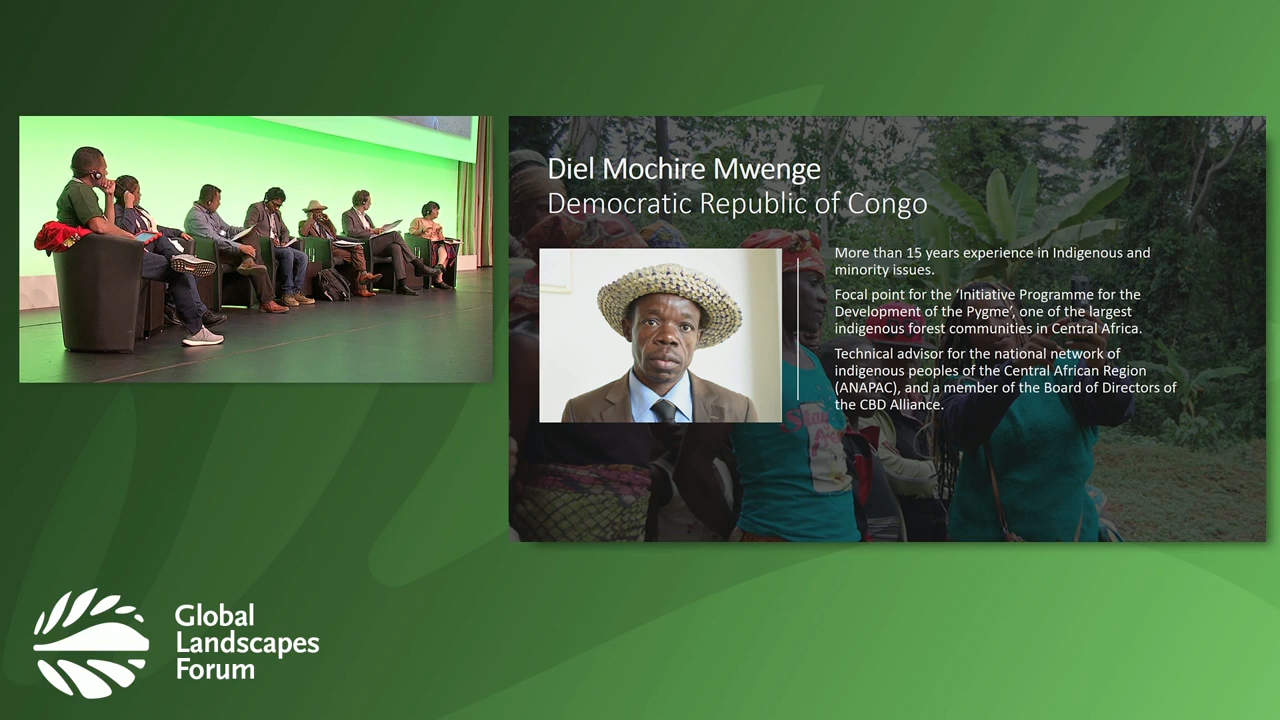 Diel Mochire Mwenge
Democratic Republic of Congo
More than 15 years experience in Indigenous and
minority issues.
Focal point for the ‘Initiative Programme for the
Development of the Pygme’, one of the largest
indigenous forest communities in Central Africa.
Technical advisor for the national network of
indigenous peoples of the Central African Region
(ANAPAC), and a member of the Board of Directors of
the CBD Alliance.
Global
Landscapes
Forum